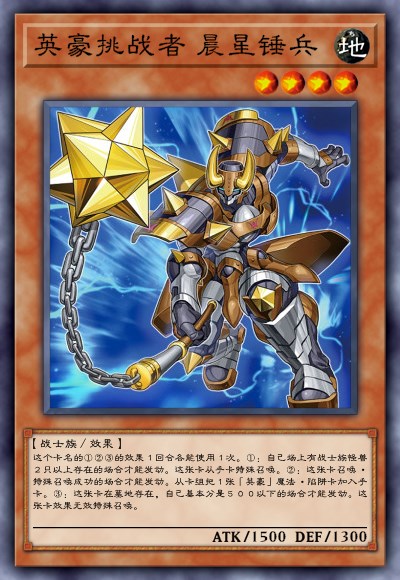 英豪挑战者 晨星锤兵 地
【战士族／效果】
这个卡名的①②③的效果１回合各能使用１次。①：自己场上有战士族怪兽
２只以上存在的场合才能发动。这张卡从手卡特殊召唤。②：这张卡召唤·
特殊召唤成功的场合才能发动。从卡组把１张「英豪」魔法·陷阱卡加入手
卡。③：这张卡在墓地存在，自己基本分是５００以下的场合才能发动。这
张卡效果无效特殊召唤。
ATK/1500 DEF/1300